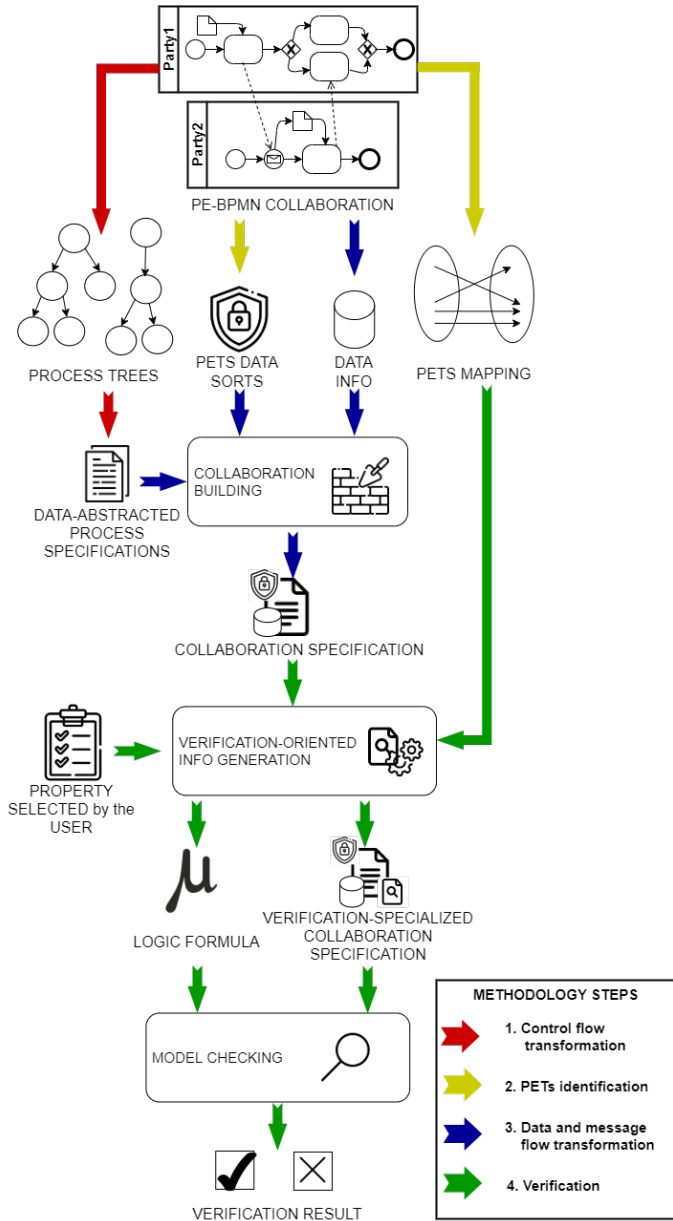 Party1
Party2
PE-BPMN COLLABORATION
PROCESS TREES
PETS DATA
SORTS
DATA
INFO
PETS MAPPING
COLLABORATION
BUILDING
DATA-ABSTRACTED
PROCESS
SPECIFICATIONS
COLLABORATION SPECIFICATION
VERIFICATION-ORIENTED
INFO GENERATION
PROPERTY
SELECTED by the
USER
μ
LOGIC FORMULA
VERIFICATION-SPECIALIZED
COLLABORATION
SPECIFICATION
MODEL CHECKING
VERIFICATION RESULT
METHODOLOGY STEPS
1. Control flow
transformation
2. PETs identification
3. Data and message
flow transformation
4. Verification